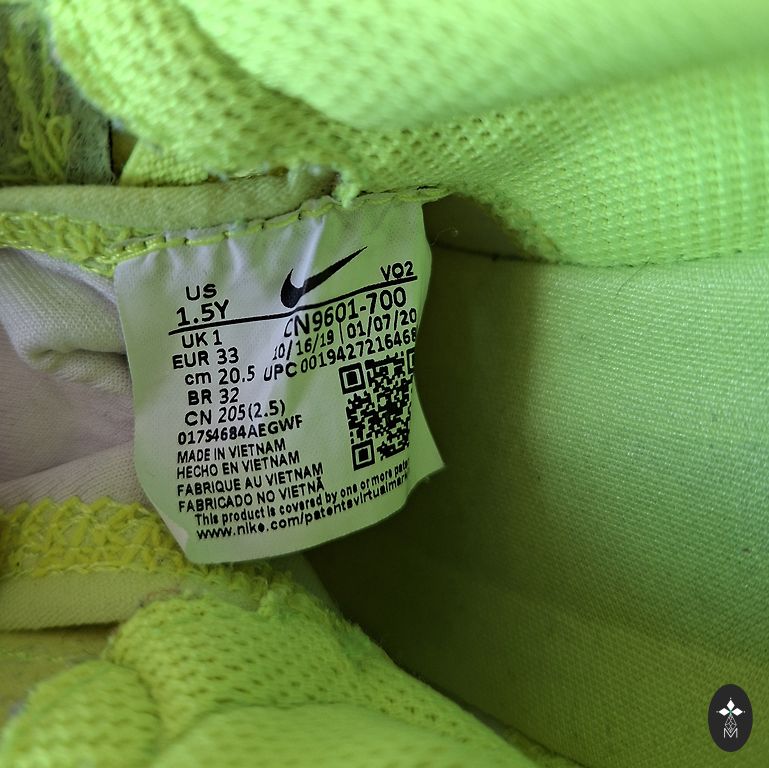 VO2
US
1.5Y
CN9601-700
UK 1
10/16/19 01/07/20
EUR 33
UPC 0019427216468
cm 20.5
BR 32
CN 205(2.5)
017S4684AEGWF
MADE IN VIETNAM
HECHO EN VIETNAM
FABRIQUE AU VIETNAM
FABRICADO NO VIETNÃ
This product is covered by one or more
www.nike.com/patentsvirtualmark
M